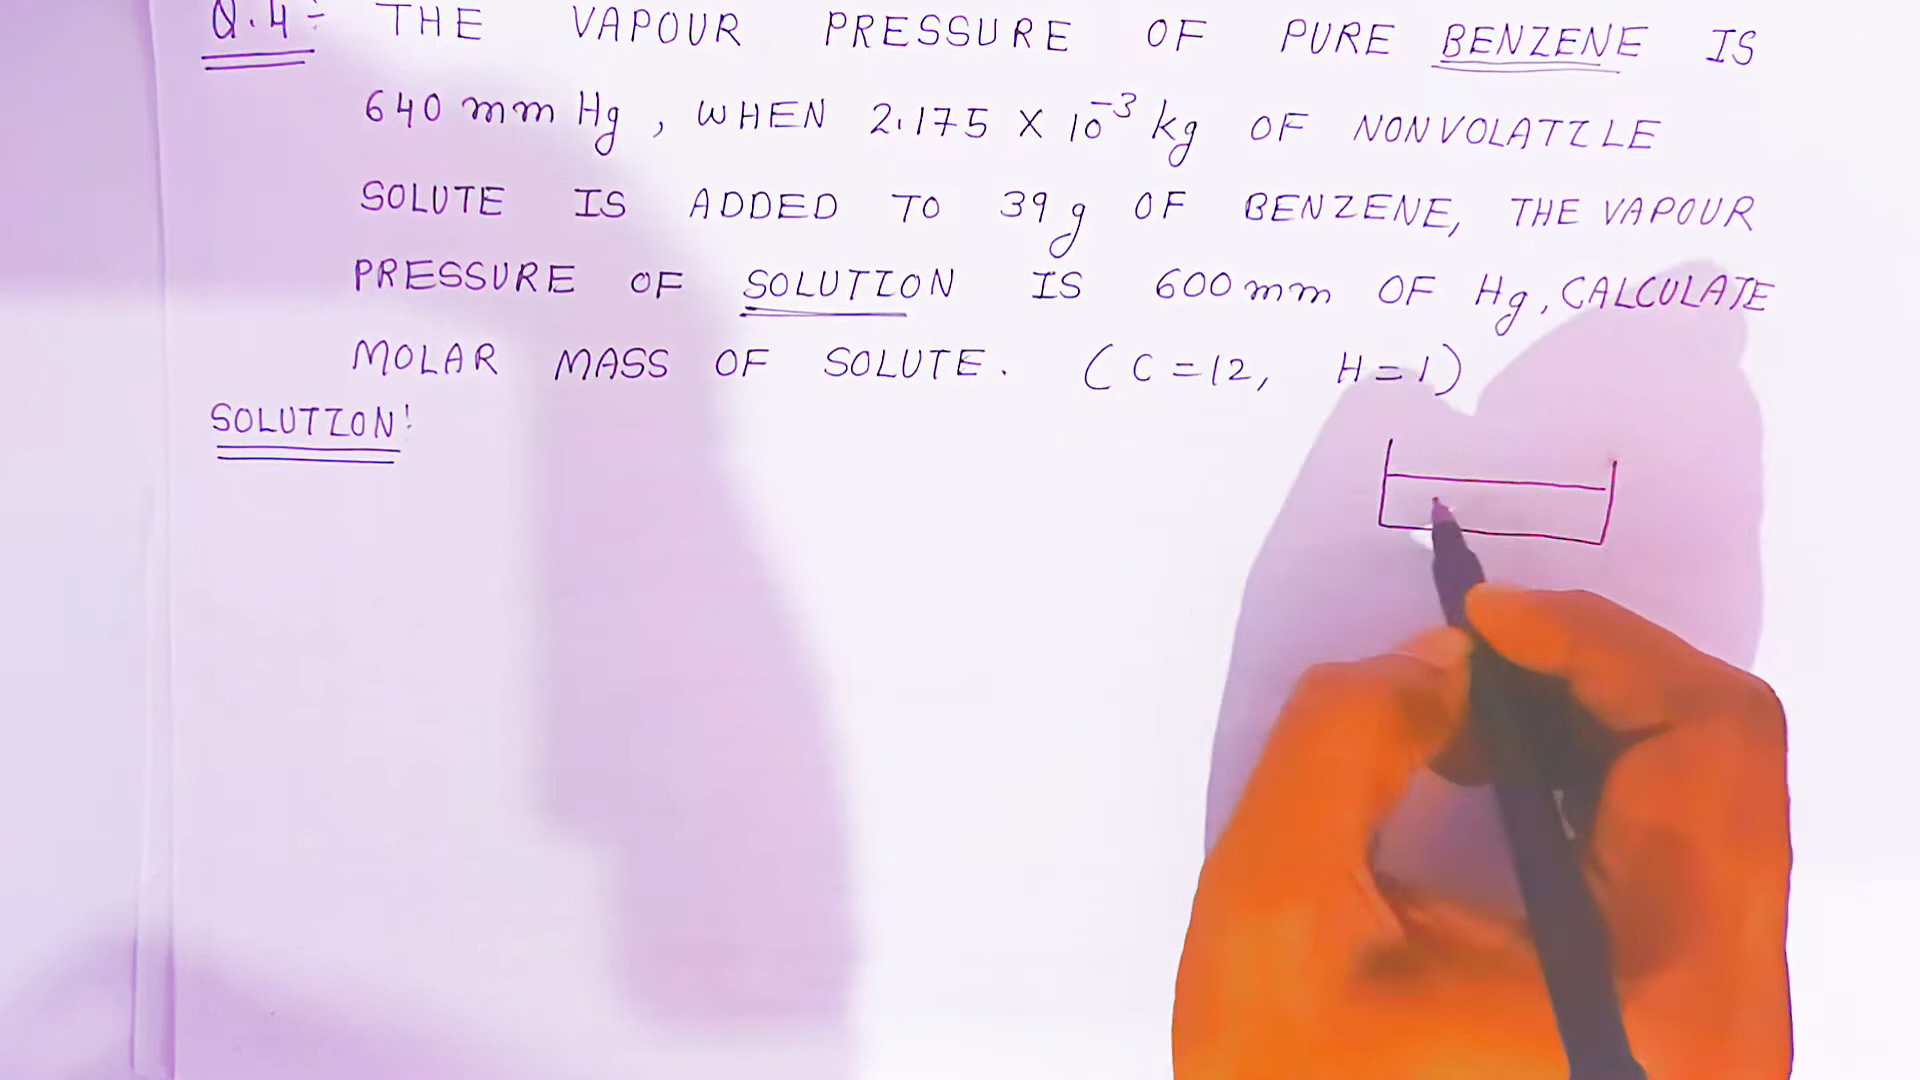 Q.4:- THE VAPOUR PRESSURE OF PURE BENZENE IS
640 mm Hg, WHEN 2.175 X 10⁻³ kg OF NONVOLATILE
SOLUTE IS ADDED TO 39 g OF BENZENE, THE VAPOUR
PRESSURE OF SOLUTION IS 600 mm OF Hg, CALCULATE
MOLAR MASS OF SOLUTE. (C = 12, H = 1)
SOLUTION: